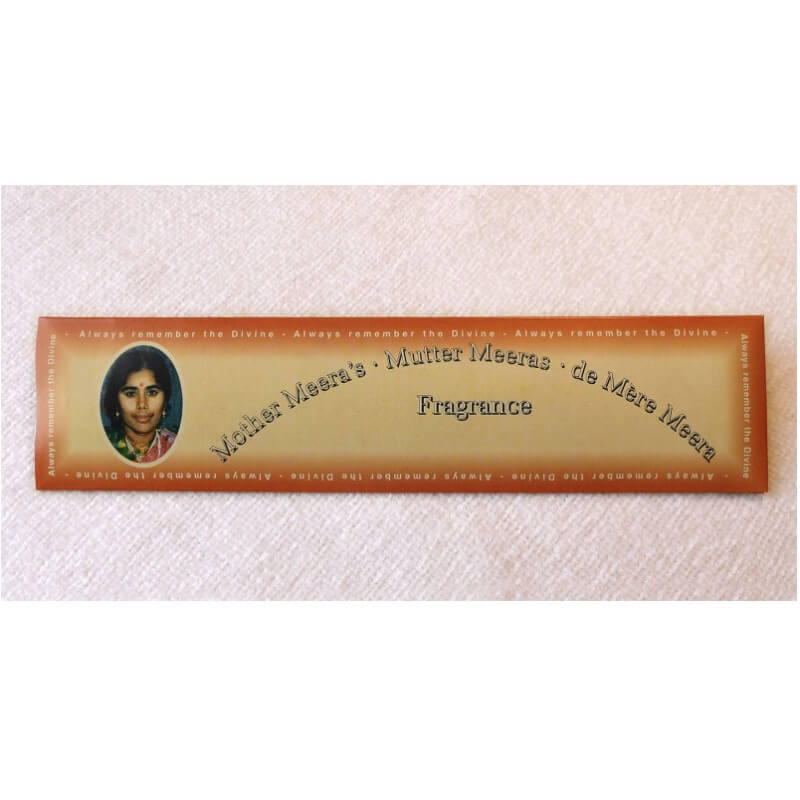 - Always remember the Divine - Always remember the Divine - Always remember the Divine -
Mother Meera's · Mutter Meeras · de Mère Meera
Fragrance
Always remember the Divine
Always remember the Divine
- Always remember the Divine - Always remember the Divine - Always remember the Divine -